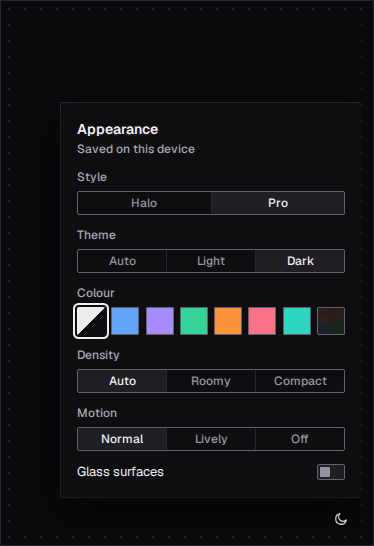 Appearance
Saved on this device
Style
Halo Pro
Theme
Auto Light Dark
Colour
Density
Auto Roomy Compact
Motion
Normal Lively Off
Glass surfaces